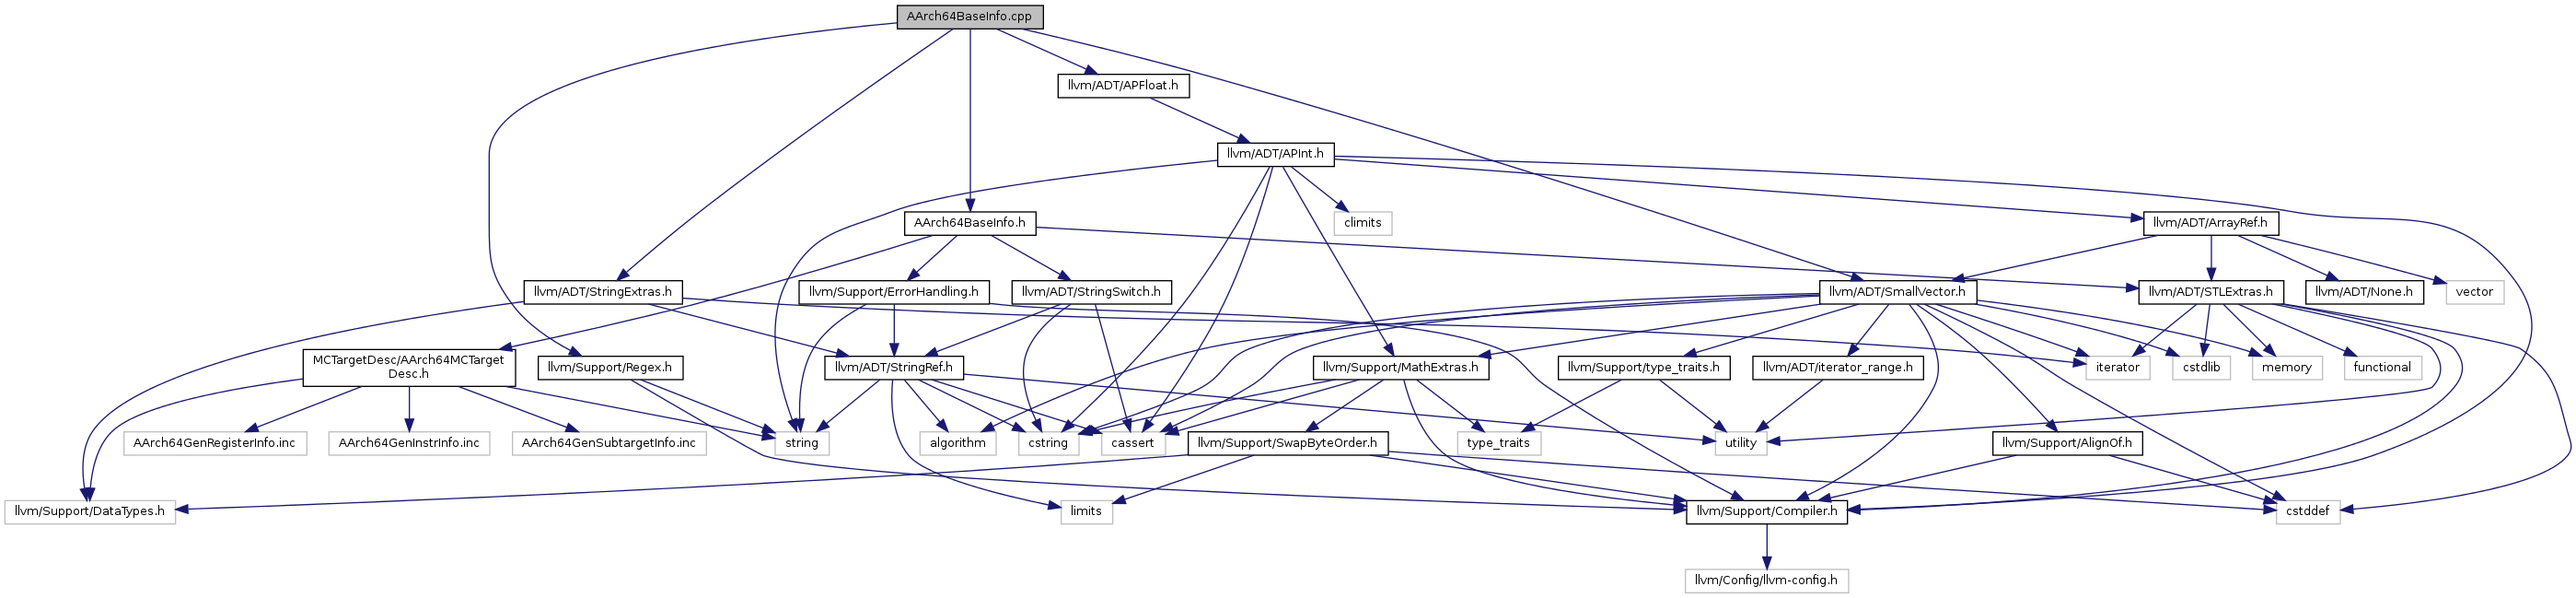 AArch64BaseInfo.cpp
llvm/ADT/APFloat.h
llvm/ADT/APInt.h
AArch64BaseInfo.h
climits
llvm/ADT/ArrayRef.h
llvm/ADT/StringExtras.h
llvm/Support/ErrorHandling.h
llvm/ADT/StringSwitch.h
llvm/ADT/SmallVector.h
llvm/ADT/STLExtras.h
llvm/ADT/None.h
vector
MCTargetDesc/AArch64MCTarget
Desc.h
llvm/Support/Regex.h
llvm/ADT/StringRef.h
llvm/Support/MathExtras.h
llvm/Support/type_traits.h
llvm/ADT/iterator_range.h
iterator
cstdlib
memory
functional
AArch64GenRegisterInfo.inc
AArch64GenInstrInfo.inc
AArch64GenSubtargetInfo.inc
string
algorithm
cstring
cassert
llvm/Support/SwapByteOrder.h
type_traits
utility
llvm/Support/AlignOf.h
llvm/Support/DataTypes.h
limits
llvm/Support/Compiler.h
cstddef
llvm/Config/llvm-config.h